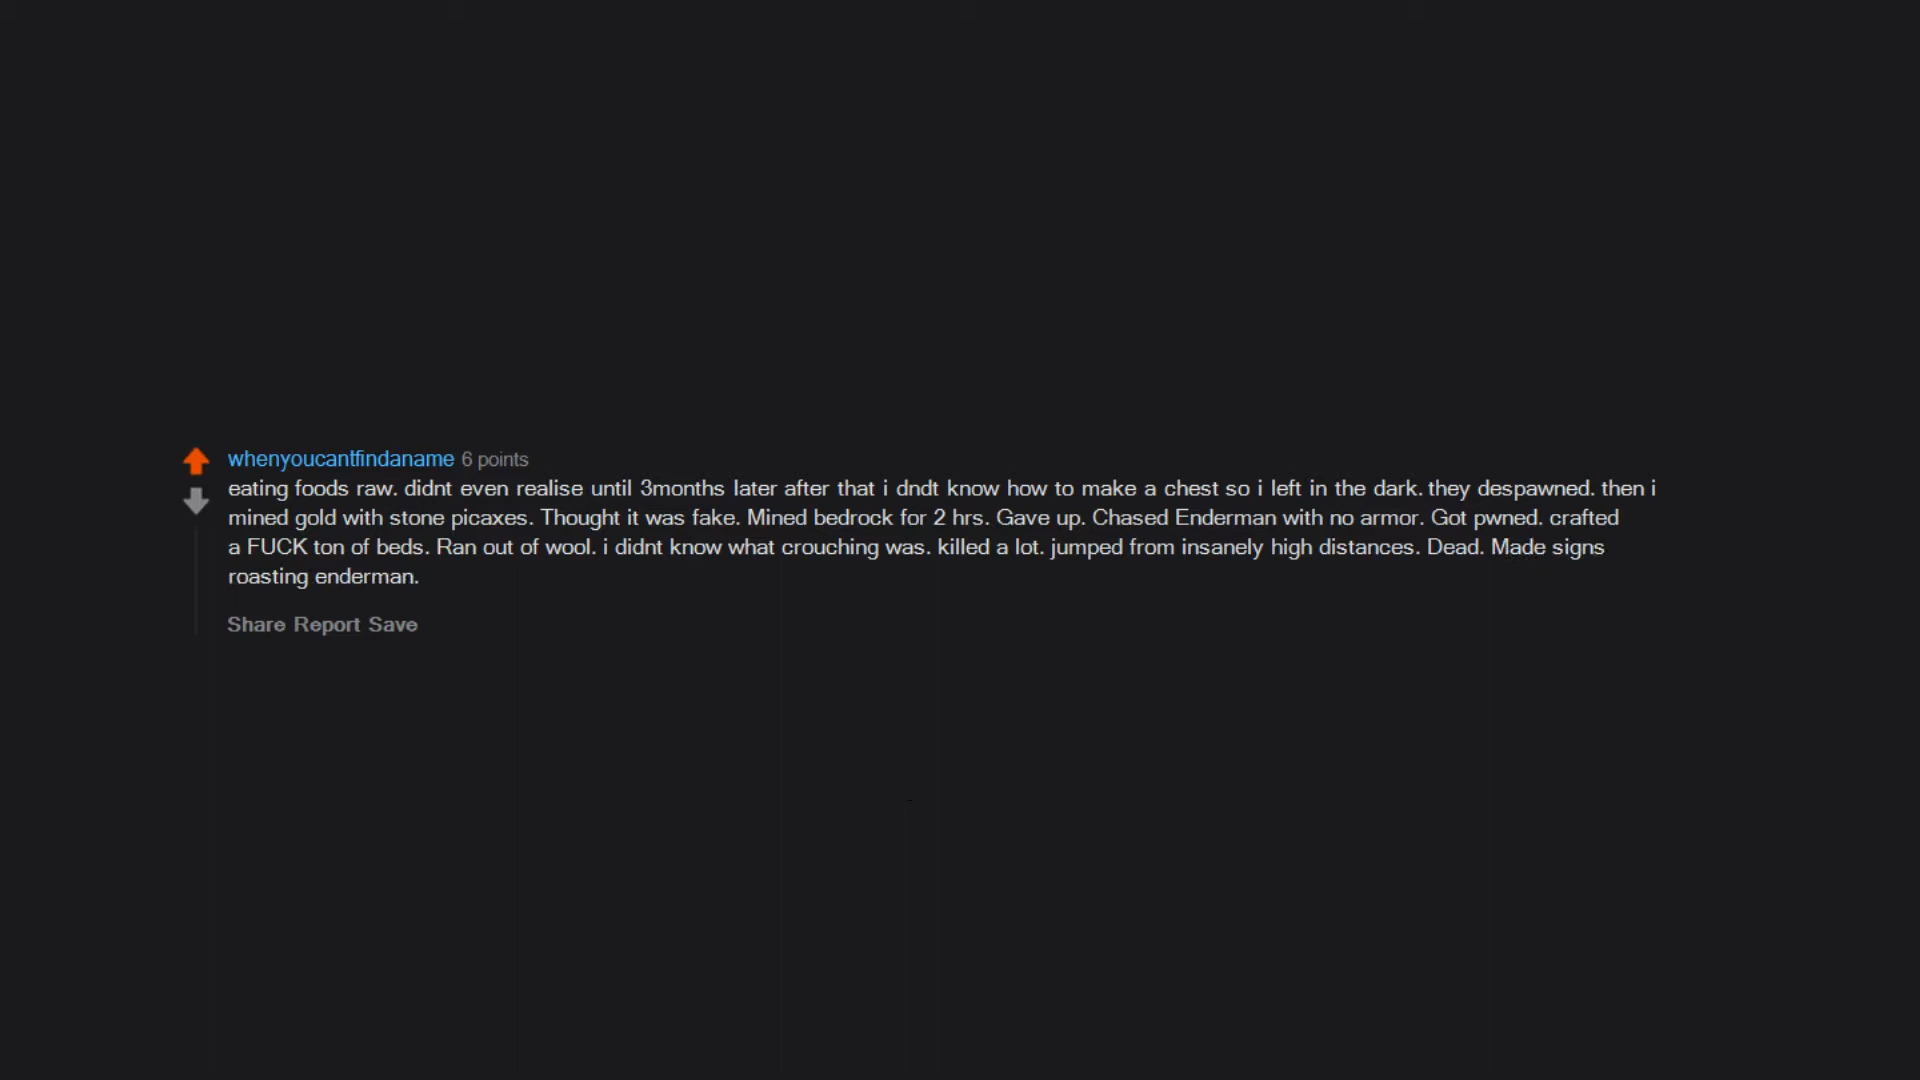 whenyoucantfindaname 6 points
eating foods raw. didnt even realise until 3months later after that i dndt know how to make a chest so i left in the dark. they despawned. then i
mined gold with stone picaxes. Thought it was fake. Mined bedrock for 2 hrs. Gave up. Chased Enderman with no armor. Got pwned. crafted
a FUCK ton of beds. Ran out of wool. i didnt know what crouching was. killed a lot. jumped from insanely high distances. Dead. Made signs
roasting enderman.
Share Report Save